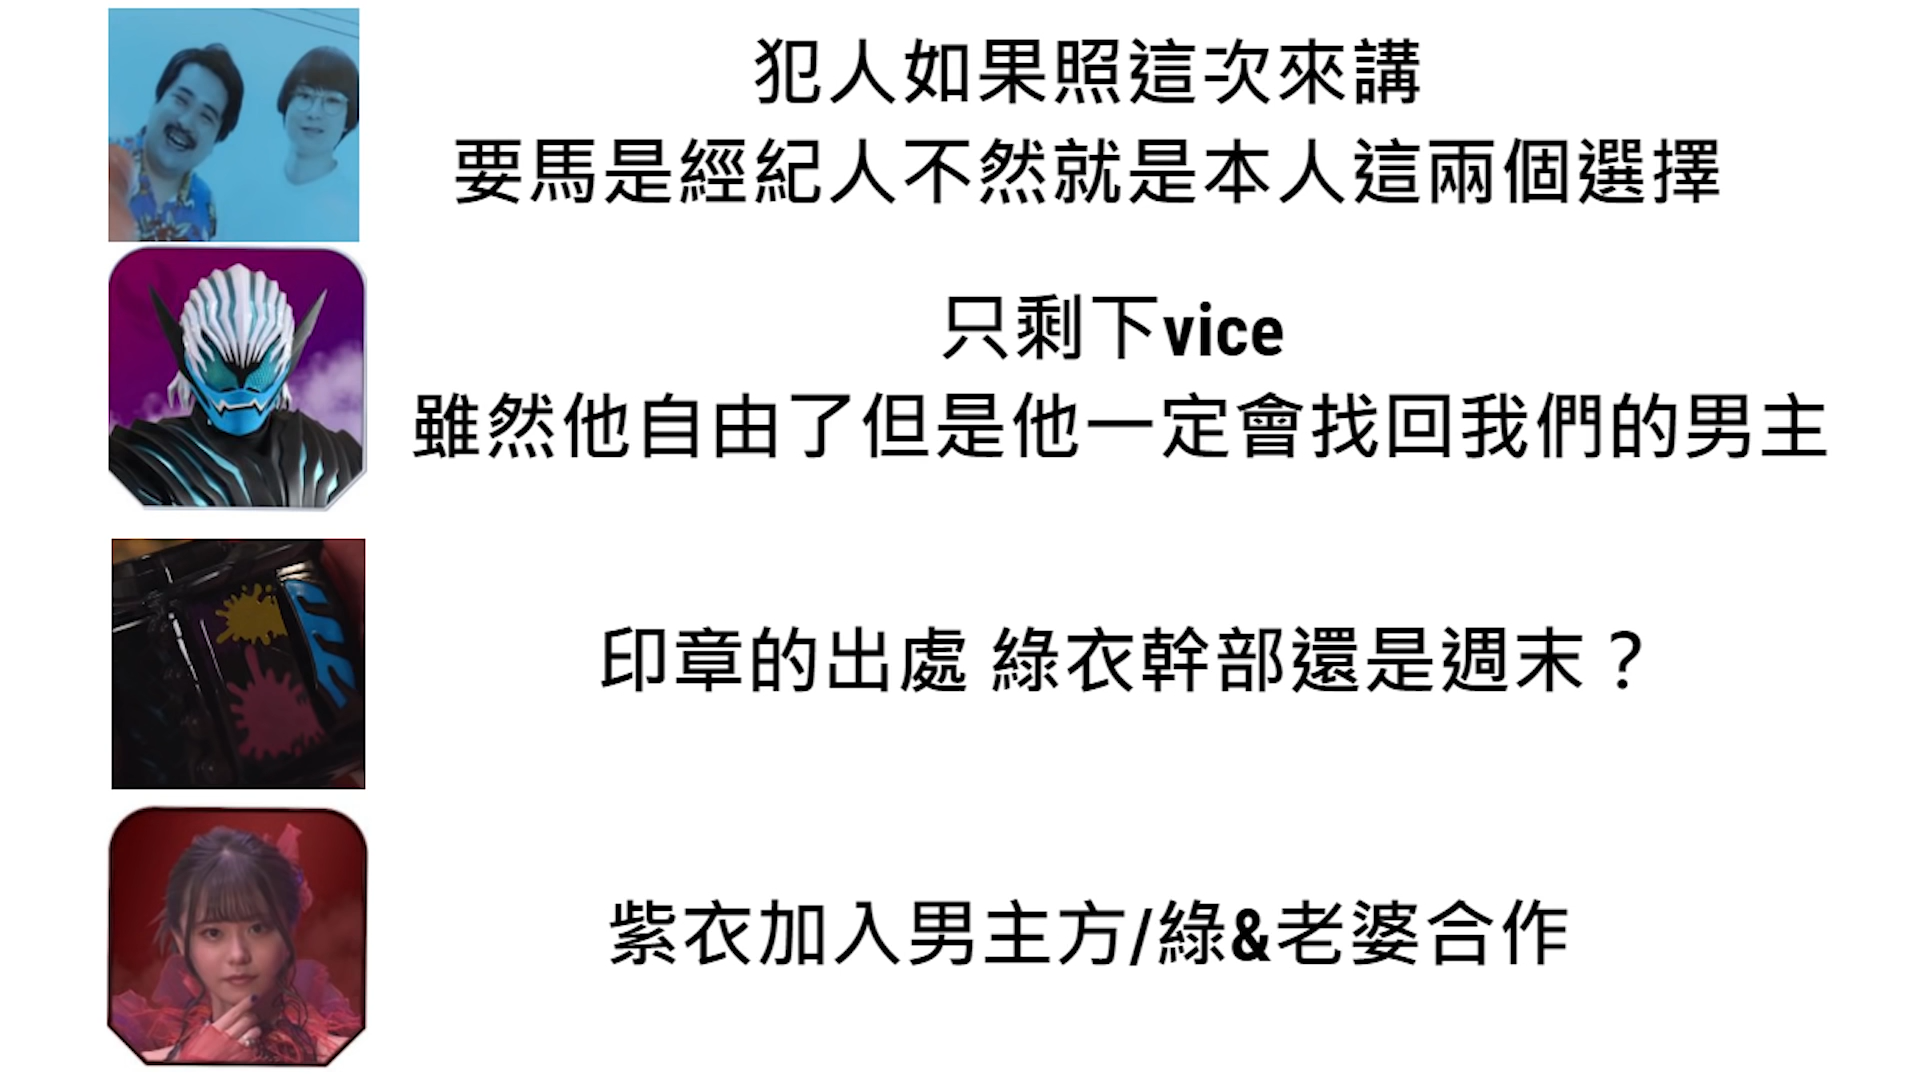 犯人如果照這次來講
要馬是經紀人不然就是本人這兩個選擇
只剩下vice
雖然他自由了但是他一定會找回我們的男主
印章的出處 綠衣幹部還是週末？
紫衣加入男主方/綠&老婆合作